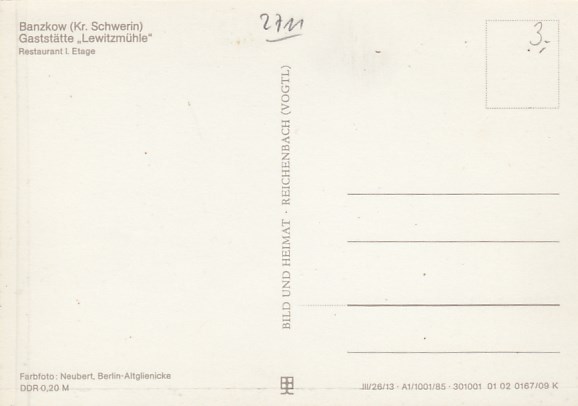 Banzkow (Kr. Schwerin)
Gaststätte „Lewitzmühle“
Restaurant I. Etage
2711
3,-
BILD UND HEIMAT · REICHENBACH (VOGTL)
Farbfoto: Neubert, Berlin-Altglienicke
DDR 0,20 M
JII/26/13 · A1/1001/85 · 301001 01 02 0167/09 K